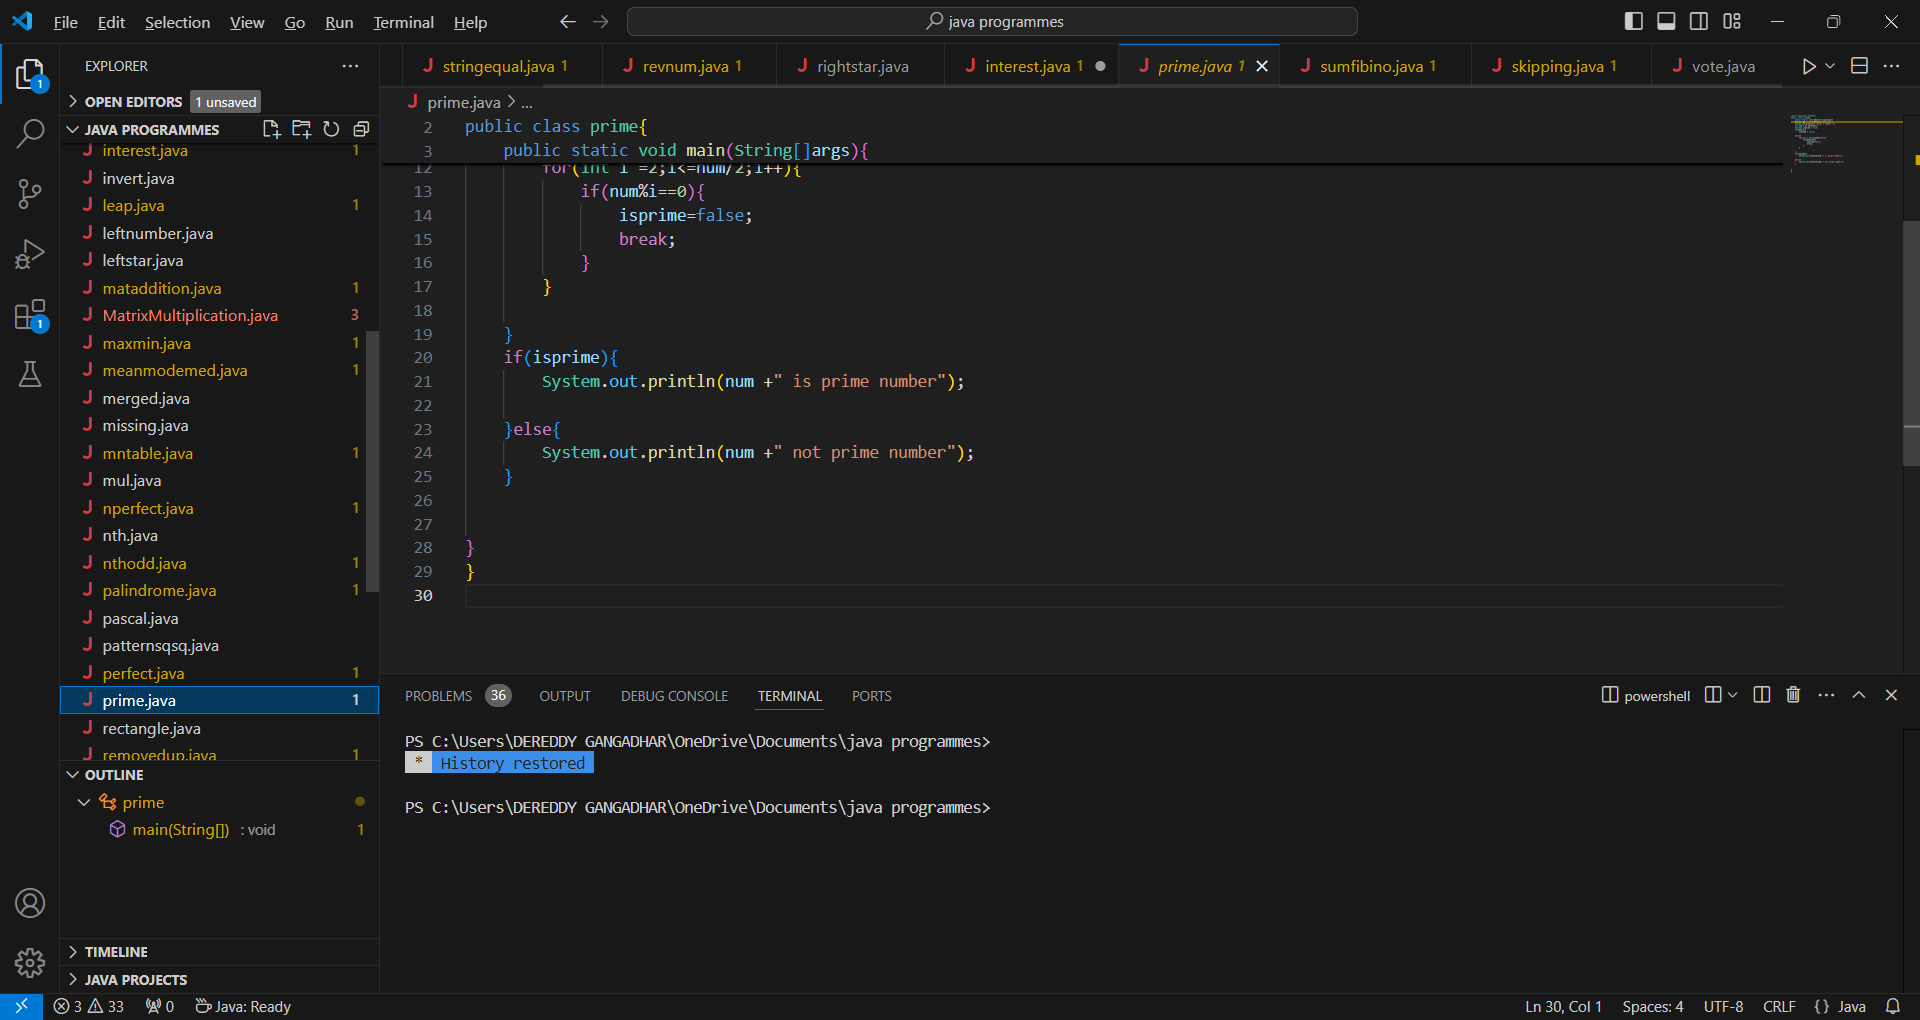 File Edit Selection View Go Run Terminal Help
java programmes
EXPLORER
OPEN EDITORS 1 unsaved
JAVA PROGRAMMES
interest.java 1
invert.java
leap.java 1
leftnumber.java
leftstar.java
mataddition.java 1
MatrixMultiplication.java 3
maxmin.java 1
meanmodemed.java 1
merged.java
missing.java
mntable.java 1
mul.java
nperfect.java 1
nth.java
nthodd.java 1
palindrome.java 1
pascal.java
patternsqsq.java
perfect.java 1
prime.java 1
rectangle.java
removedup.java 1
OUTLINE
prime
main(String[]) : void 1
TIMELINE
JAVA PROJECTS
1
1
stringequal.java 1
revnum.java 1
rightstar.java
interest.java 1
prime.java 1
sumfibino.java 1
skipping.java 1
vote.java
prime.java > ...
2 public class prime{
3 public static void main(String[]args){
12 for(int i =2;i<=num/2;i++){
13 if(num%i==0){
14 isprime=false;
15 break;
16 }
17 }
18
19 }
20 if(isprime){
21 System.out.println(num +" is prime number");
22
23 }else{
24 System.out.println(num +" not prime number");
25 }
26
27
28 }
29 }
30
PROBLEMS 36 OUTPUT DEBUG CONSOLE TERMINAL PORTS
powershell
PS C:\Users\DEREDDY GANGADHAR\OneDrive\Documents\java programmes>
* History restored
PS C:\Users\DEREDDY GANGADHAR\OneDrive\Documents\java programmes>
3 33 0 Java: Ready
Ln 30, Col 1 Spaces: 4 UTF-8 CRLF {} Java